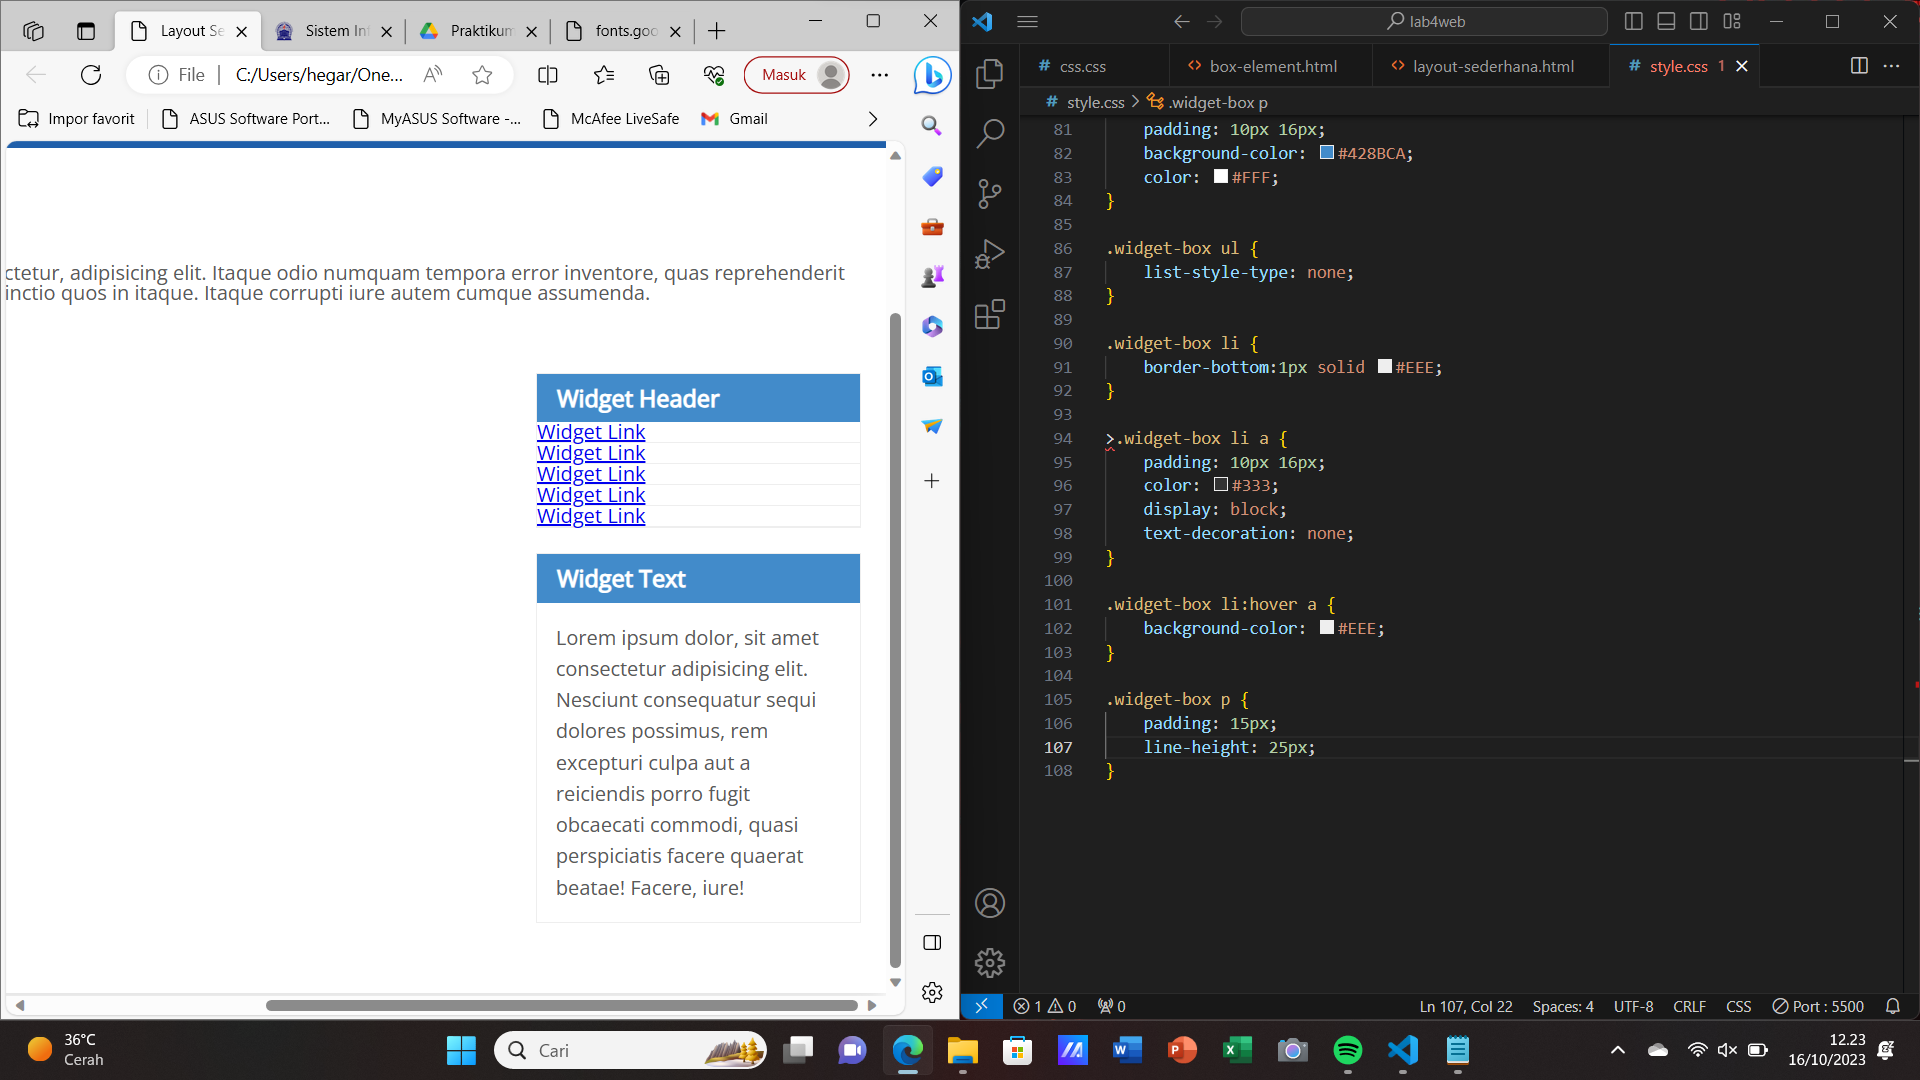 Layout Se
Sistem Int
Praktikum
fonts.goo
File
C:/Users/hegar/One...
Masuk
Impor favorit
ASUS Software Port...
MyASUS Software -...
McAfee LiveSafe
Gmail
ctetur, adipisicing elit. Itaque odio numquam tempora error inventore, quas reprehenderit
inctio quos in itaque. Itaque corrupti iure autem cumque assumenda.
Widget Header
Widget Link
Widget Link
Widget Link
Widget Link
Widget Link
Widget Text
Lorem ipsum dolor, sit amet
consectetur adipisicing elit.
Nesciunt consequatur sequi
dolores possimus, rem
excepturi culpa aut a
reiciendis porro fugit
obcaecati commodi, quasi
perspiciatis facere quaerat
beatae! Facere, iure!
lab4web
# css.css
<> box-element.html
<> layout-sederhana.html
# style.css 1
# style.css > .widget-box p
81 padding: 10px 16px;
82 background-color: #428BCA;
83 color: #FFF;
84 }
85
86 .widget-box ul {
87 list-style-type: none;
88 }
89
90 .widget-box li {
91 border-bottom:1px solid #EEE;
92 }
93
94 >.widget-box li a {
95 padding: 10px 16px;
96 color: #333;
97 display: block;
98 text-decoration: none;
99 }
100
101 .widget-box li:hover a {
102 background-color: #EEE;
103 }
104
105 .widget-box p {
106 padding: 15px;
107 line-height: 25px;
108 }
1 0 0
Ln 107, Col 22
Spaces: 4
UTF-8
CRLF
CSS
Port : 5500
36°C
Cerah
Cari
12.23
16/10/2023